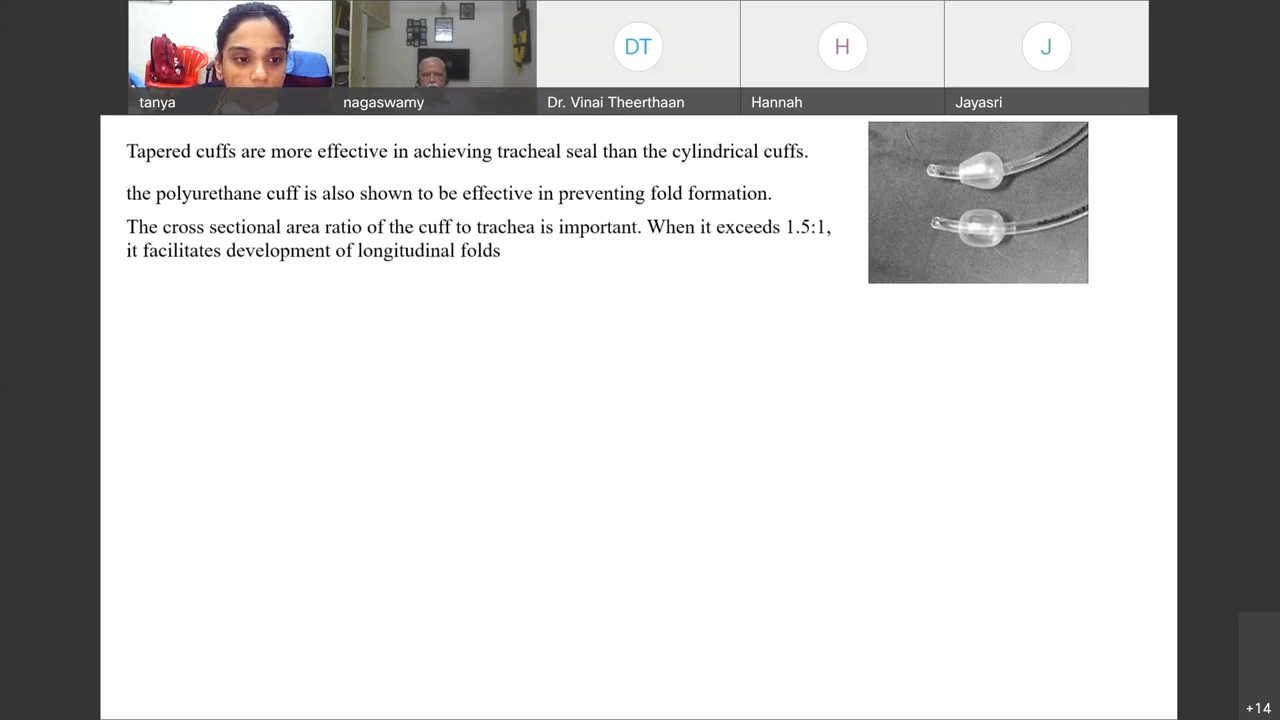 DT
H
J
tanya
nagaswamy
Dr. Vinai Theerthaan
Hannah
Jayasri
Tapered cuffs are more effective in achieving tracheal seal than the cylindrical cuffs.
the polyurethane cuff is also shown to be effective in preventing fold formation.
The cross sectional area ratio of the cuff to trachea is important. When it exceeds 1.5:1,
it facilitates development of longitudinal folds
+14